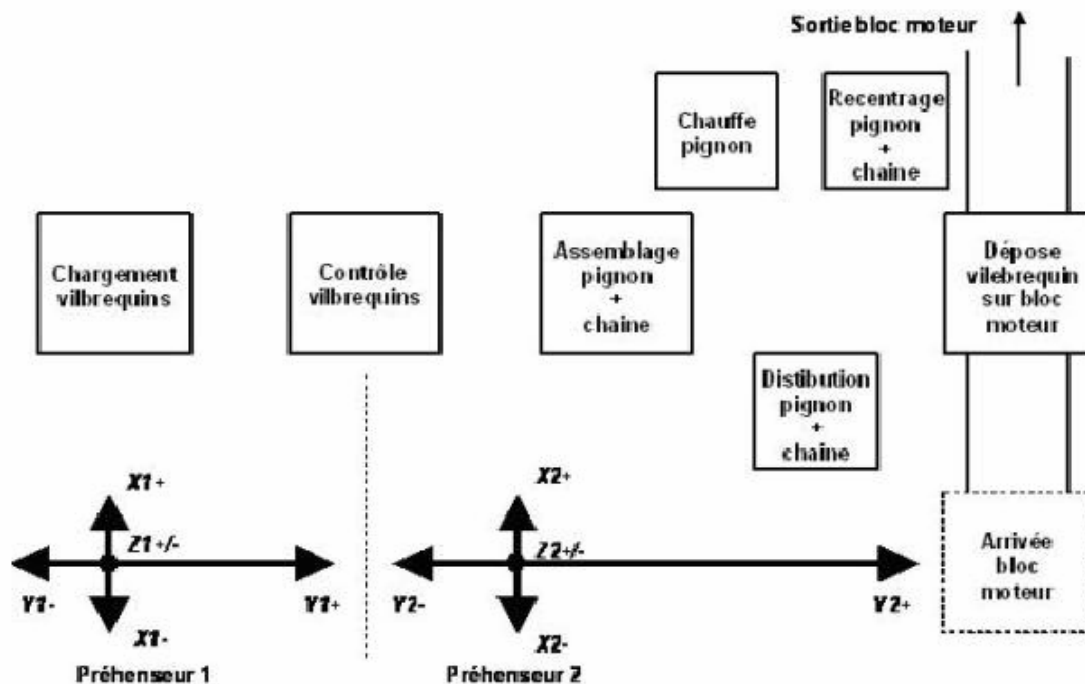 Sortie bloc moteur
Chauffe
pignon
Recentrage
pignon
+
chaine
Chargement
vilbrequins
Contrôle
vilbrequins
Assemblage
pignon
+
chaine
Dépose
vilebrequin
sur bloc
moteur
Distibution
pignon
+
chaine
X1+
Z1+/-
Y1-
Y1+
X1-
Préhenseur 1
X2+
Z2+/-
Y2-
Y2+
X2-
Préhenseur 2
Arrivée
bloc
moteur